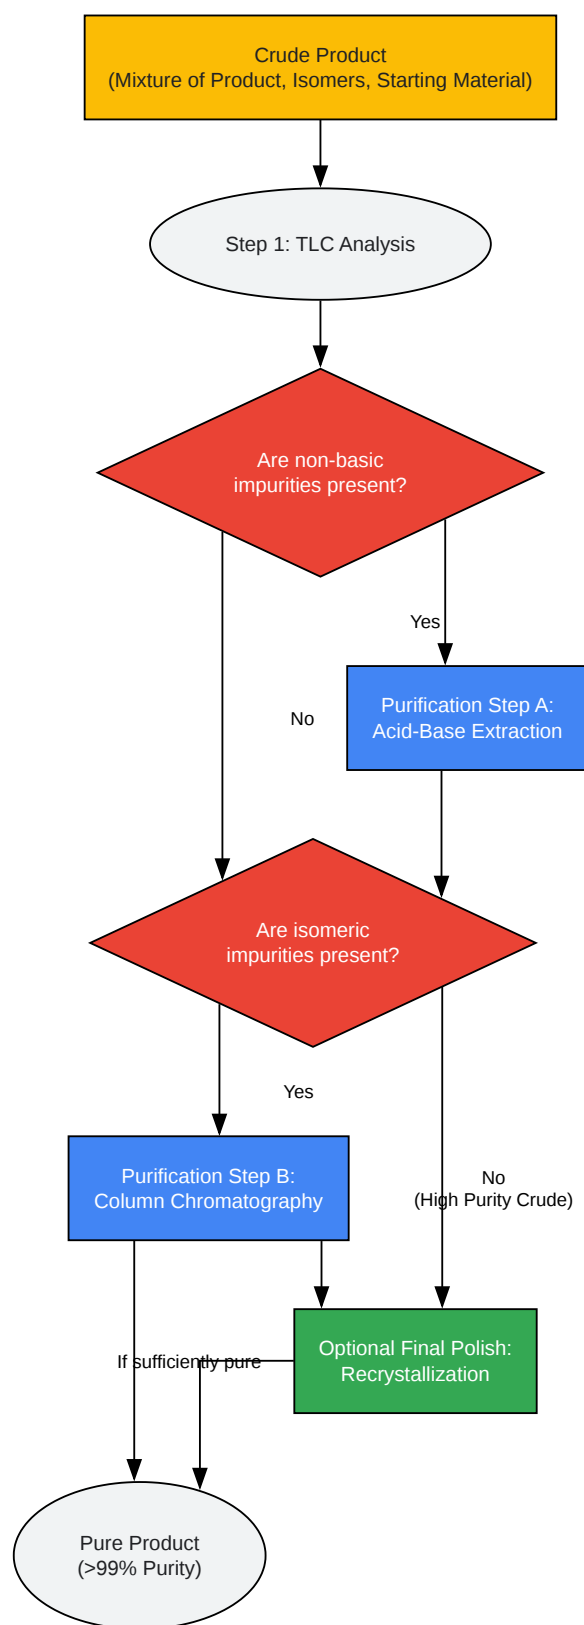 Crude Product
(Mixture of Product, Isomers, Starting Material)
Step 1: TLC Analysis
Are non-basic
impurities present?
Yes
Purification Step A:
Acid-Base Extraction
No
Are isomeric
impurities present?
Yes
Purification Step B:
Column Chromatography
No
(High Purity Crude)
Optional Final Polish:
Recrystallization
If sufficiently pure
Pure Product
(>99% Purity)